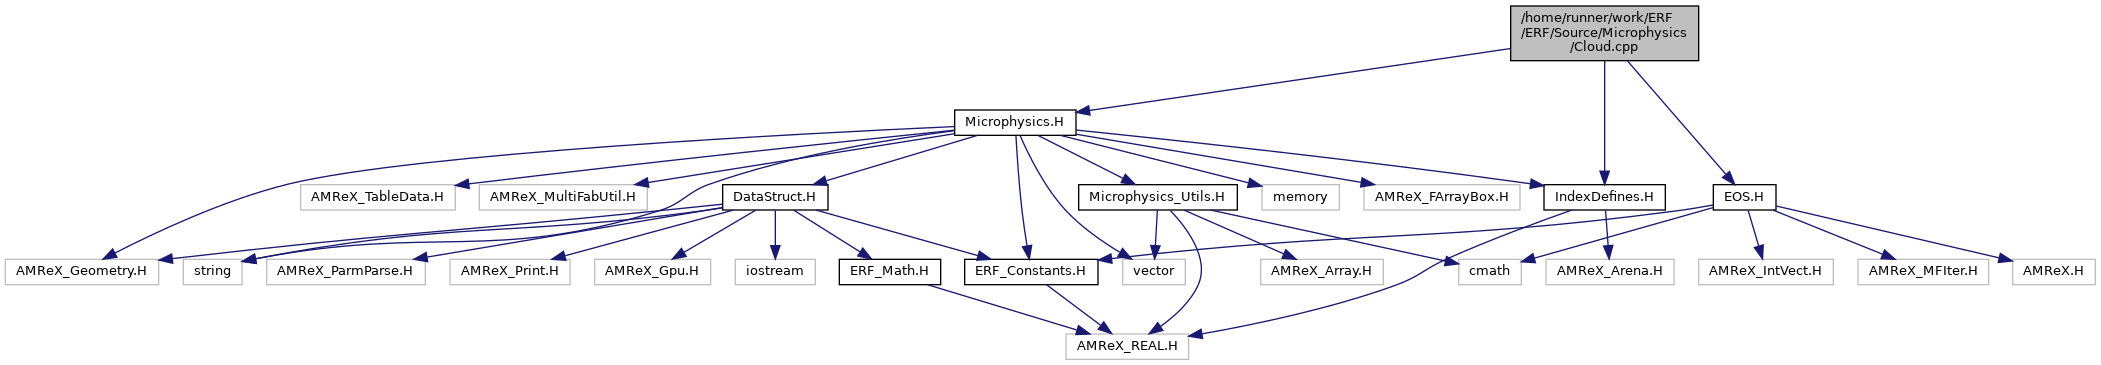 /home/runner/work/ERF
/ERF/Source/Microphysics
/Cloud.cpp
Microphysics.H
AMReX_TableData.H
AMReX_MultiFabUtil.H
DataStruct.H
Microphysics_Utils.H
memory
AMReX_FArrayBox.H
IndexDefines.H
EOS.H
AMReX_Geometry.H
string
AMReX_ParmParse.H
AMReX_Print.H
AMReX_Gpu.H
iostream
ERF_Math.H
ERF_Constants.H
vector
AMReX_Array.H
cmath
AMReX_Arena.H
AMReX_IntVect.H
AMReX_MFIter.H
AMReX.H
AMReX_REAL.H